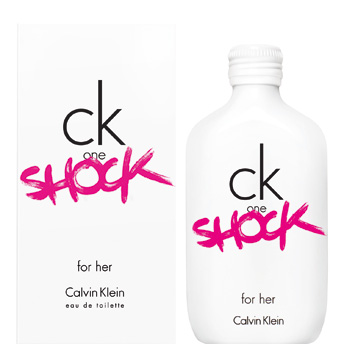 ck
one
SHOCK
for her
Calvin Klein
eau de toilette
ck
one
SHOCK
for her
Calvin Klein